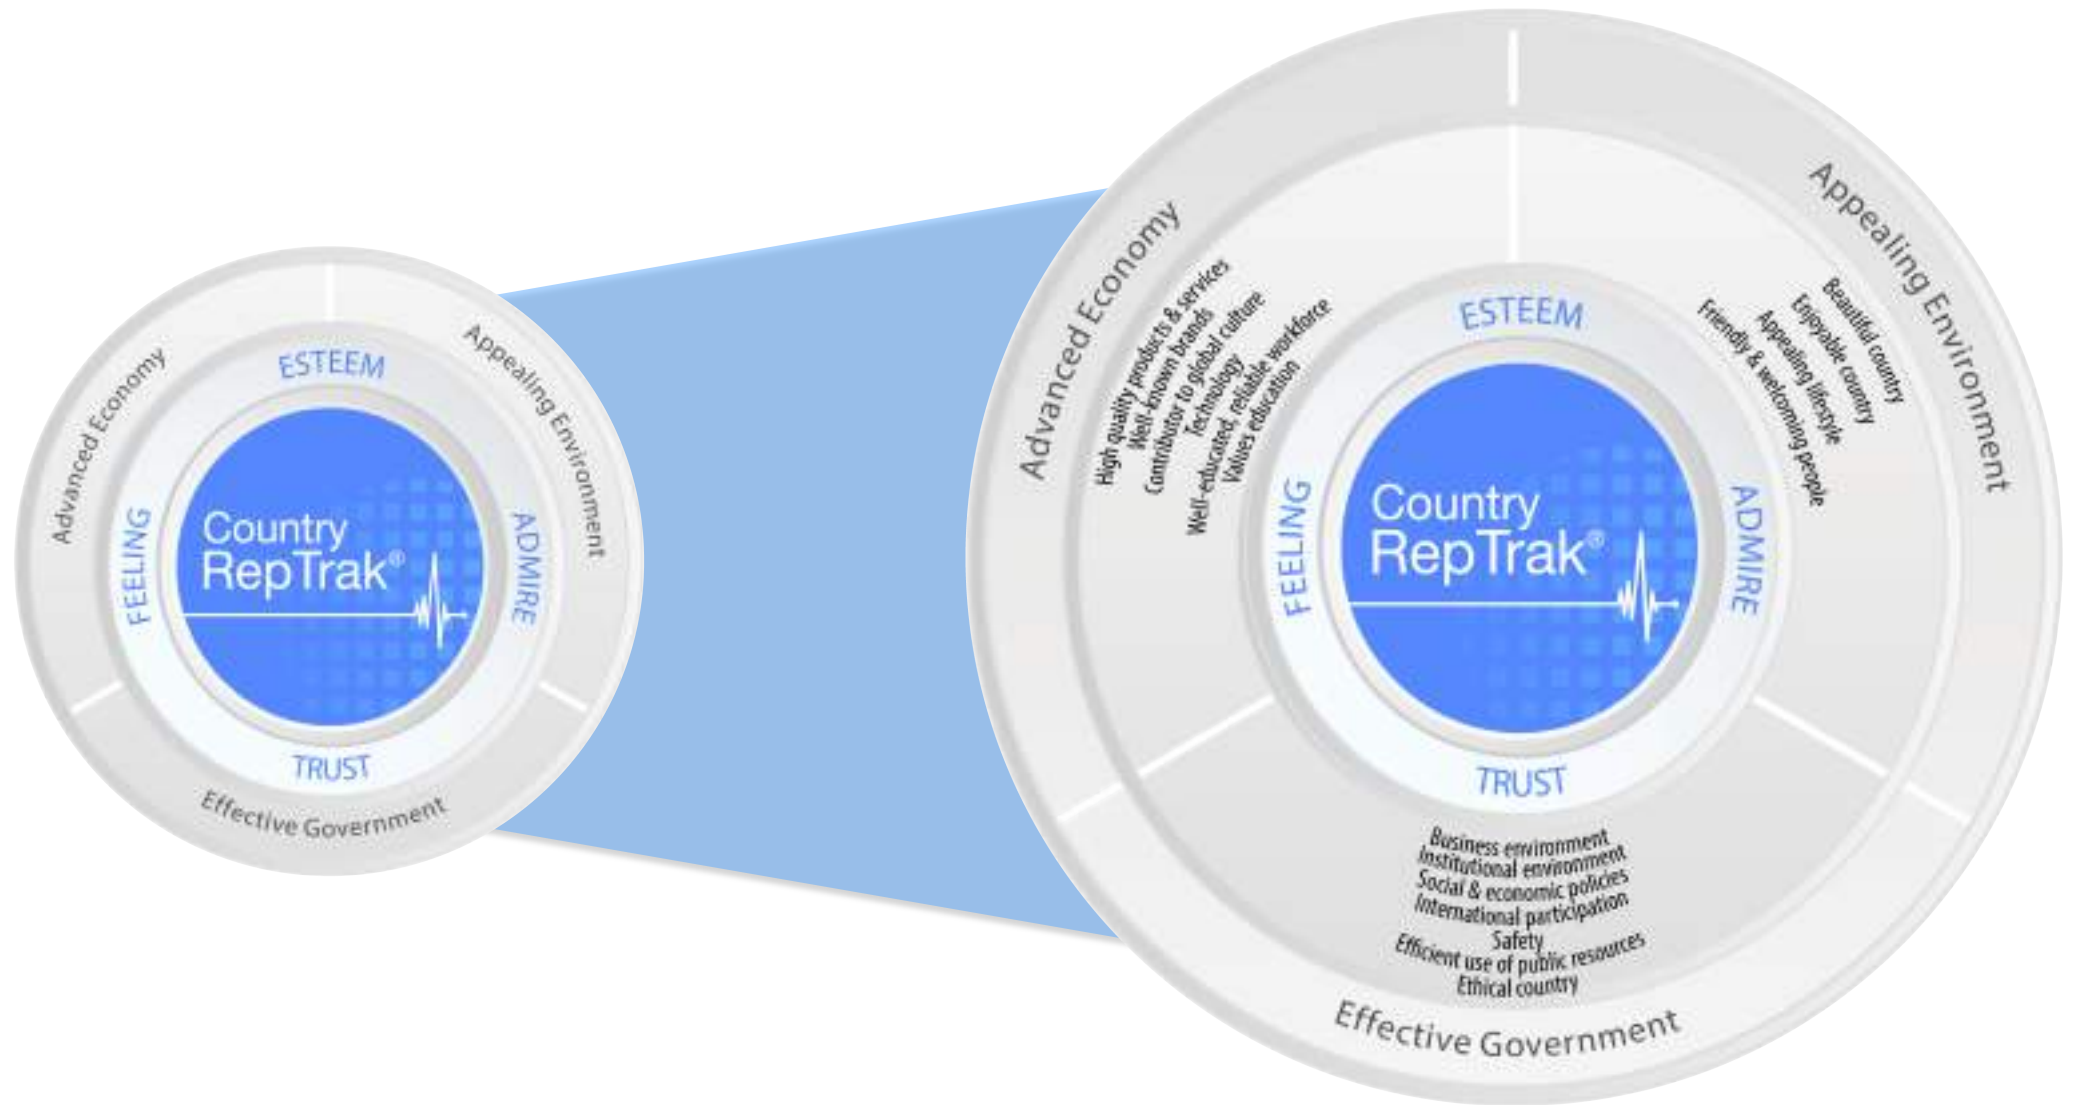 Advanced Economy
Appealing Environment
Effective Government
ESTEEM
ADMIRE
TRUST
FEELING
Country
RepTrak®
Advanced Economy
High quality products & services
Well-known brands
Contributor to global culture
Technology
Well-educated, reliable workforce
Values education
Appealing Environment
Beautiful country
Enjoyable country
Appealing lifestyle
Friendly & welcoming people
ESTEEM
ADMIRE
TRUST
FEELING
Country
RepTrak®
Business environment
Institutional environment
Social & economic policies
International participation
Safety
Efficient use of public resources
Ethical country
Effective Government